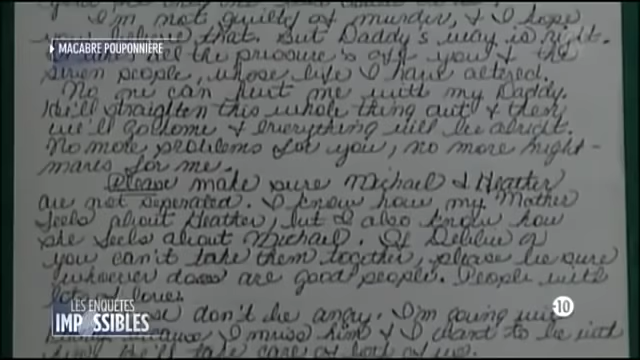 I'm not guilty of murder, & I hope
you believe that. But Daddy's way is right.
MACABRE POUPONNIÈRE
all the pressure's off you & the
seven people, whose life I have altered.
No one can hurt me with my Daddy.
He'll straighten this whole thing out & then
we'll go home & everything will be alright.
No more problems for you, no more night-
mares for me.
Please make sure Michael & Heather
are not seperated. I know how my Mother
feels about Heather, but I also know how
she feels about Michael. If Debbie or
you can't take them together, please be sure
whoever does are good people. People with
lots of love.
LES ENQUÊTES
IMPOSSIBLES
-10
don't be angry. I'm going with
because I miss him & I want to be with
He'll take care of both of us.